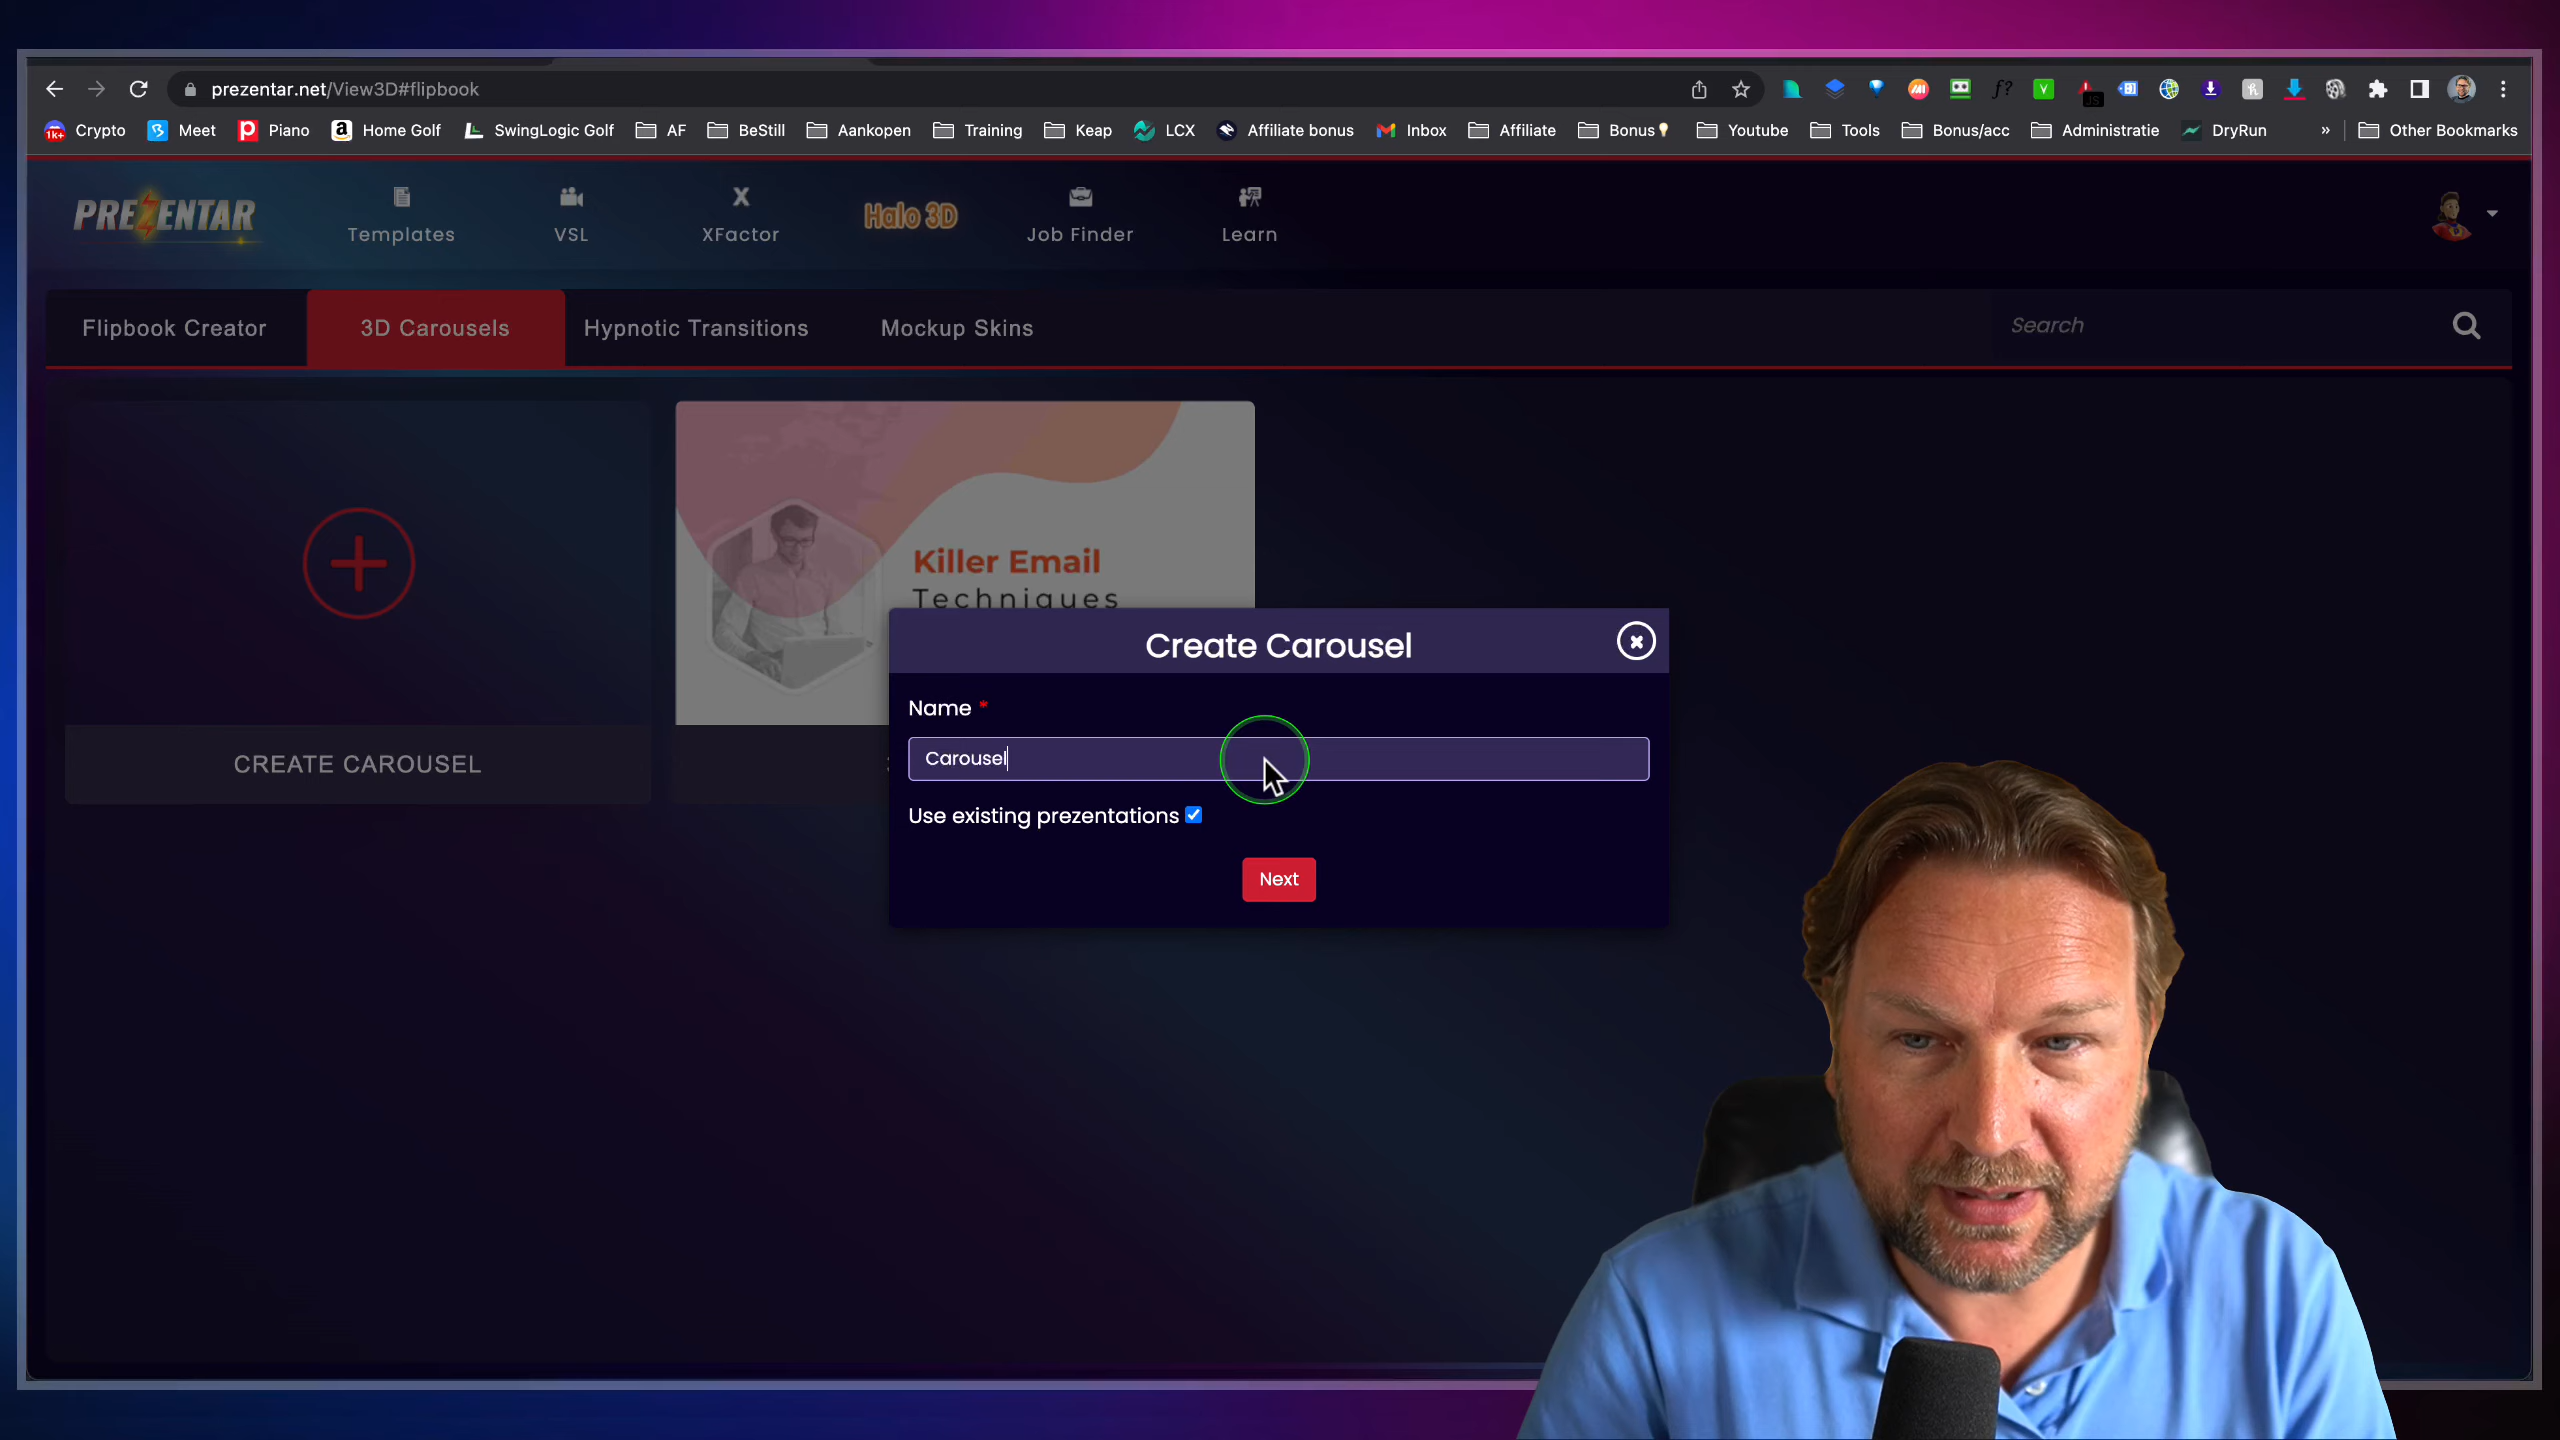 prezentar.net/View3D#flipbook
Crypto Meet Piano Home Golf SwingLogic Golf AF BeStill Aankopen Training Keap LCX Affiliate bonus Inbox Affiliate Bonus Youtube Tools Bonus/acc Administratie DryRun » Other Bookmarks
PREZENTAR
Templates VSL XFactor Halo 3D Job Finder Learn
Flipbook Creator 3D Carousels Hypnotic Transitions Mockup Skins Search
Killer Email
Techniques
Create Carousel
Name *
Carousel
CREATE CAROUSEL
Use existing prezentations
Next